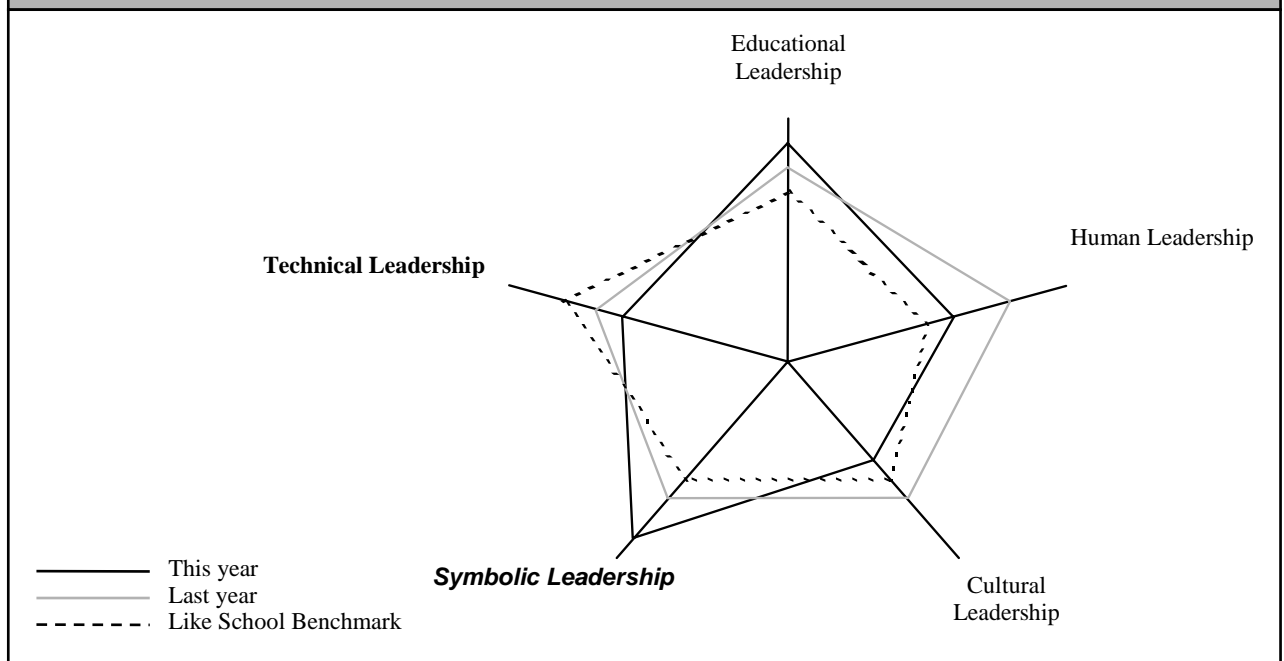 Educational
Leadership
Human Leadership
Technical Leadership
Symbolic Leadership
Cultural
Leadership
This year
Last year
Like School Benchmark